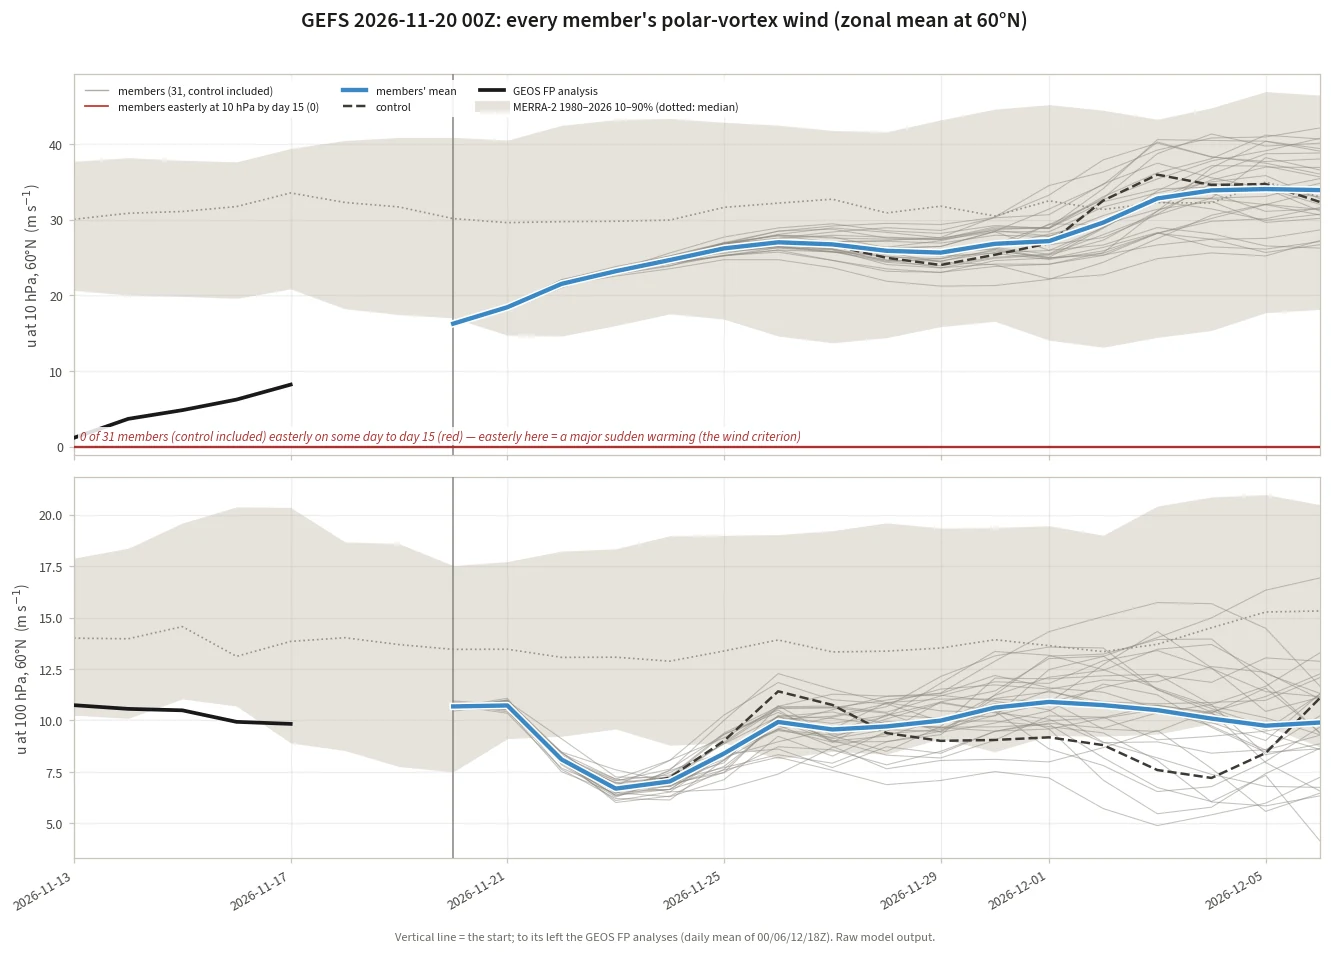 GEFS 2026-11-20 00Z: every member's polar-vortex wind (zonal mean at 60°N)
members (31, control included)
members easterly at 10 hPa by day 15 (0)
members' mean
control
GEOS FP analysis
MERRA-2 1980–2026 10–90% (dotted: median)
u at 10 hPa, 60°N (m s⁻¹)
40
30
20
10
0
0 of 31 members (control included) easterly on some day to day 15 (red) — easterly here = a major sudden warming (the wind criterion)
u at 100 hPa, 60°N (m s⁻¹)
20.0
17.5
15.0
12.5
10.0
7.5
5.0
2026-11-13
2026-11-17
2026-11-21
2026-11-25
2026-11-29
2026-12-01
2026-12-05
Vertical line = the start; to its left the GEOS FP analyses (daily mean of 00/06/12/18Z). Raw model output.